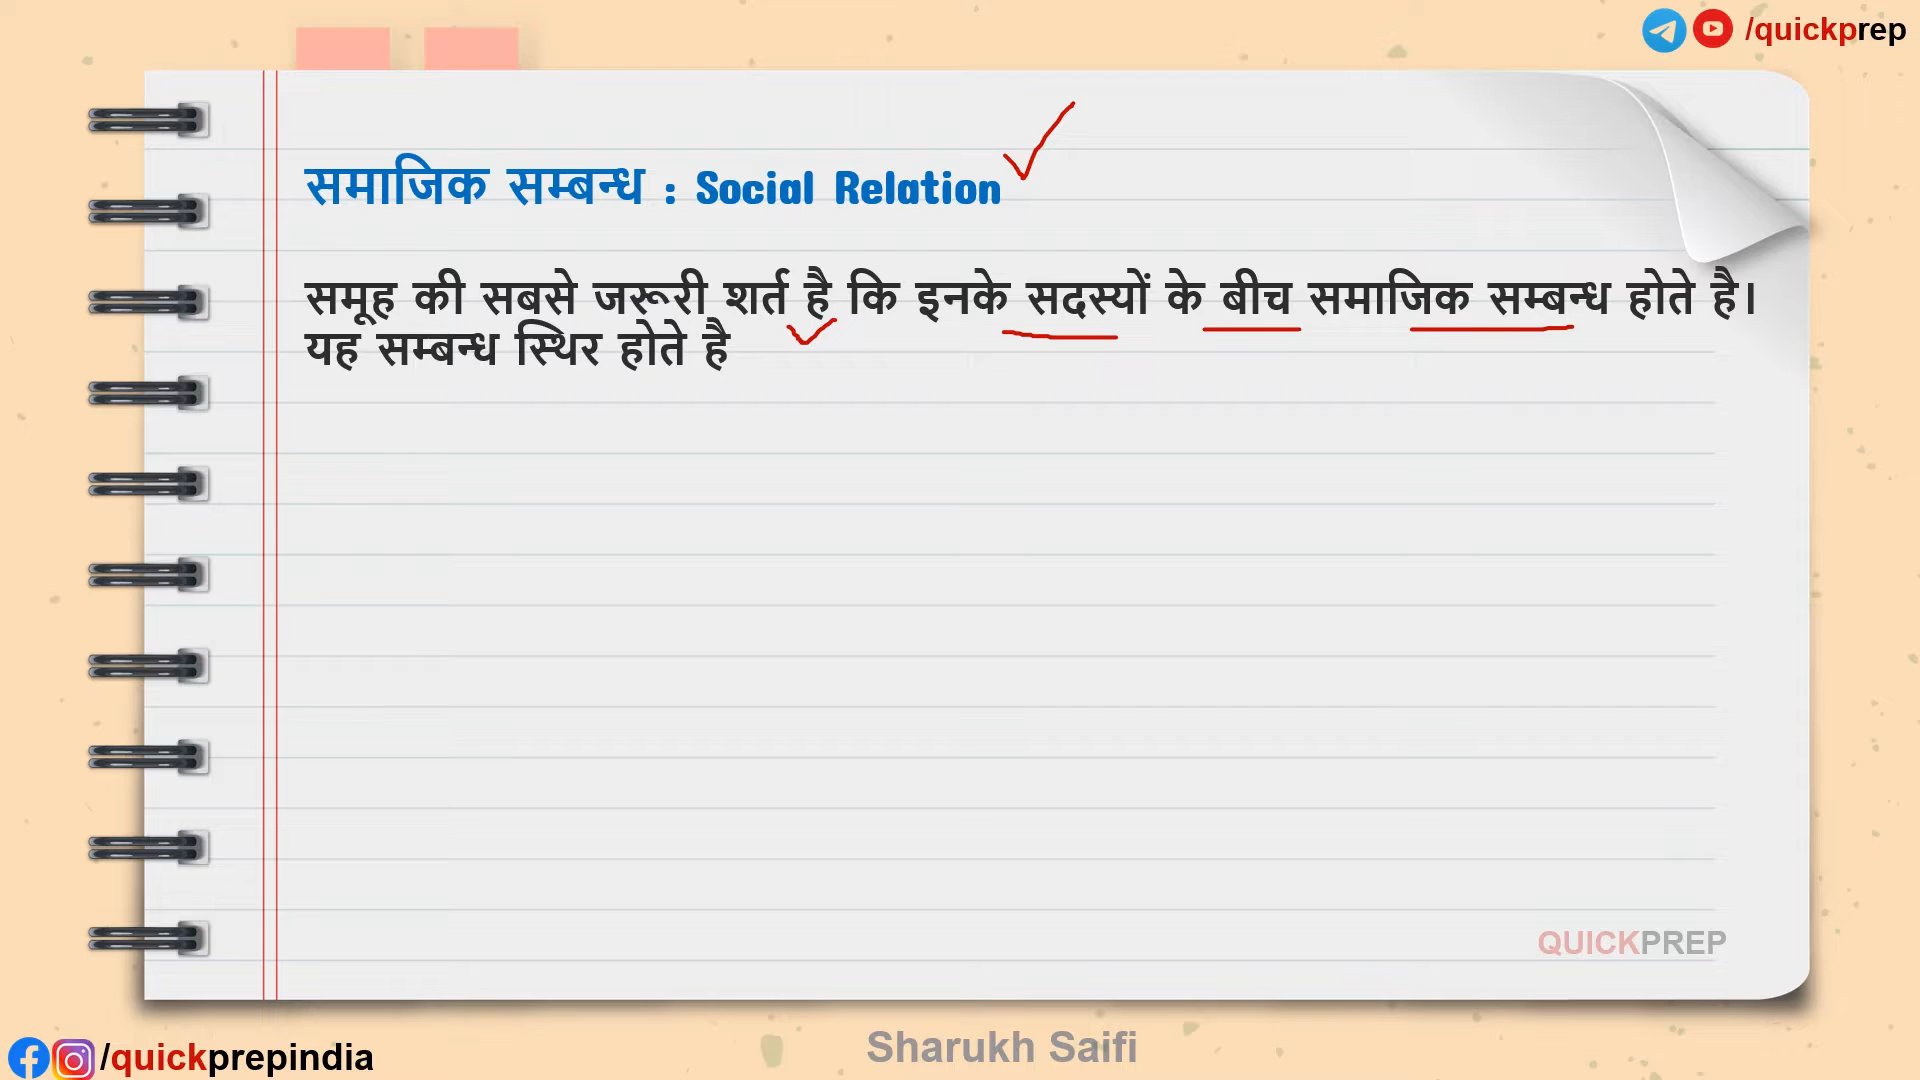 /quickprep
समाजिक सम्बन्ध : Social Relation
समूह की सबसे जरूरी शर्त है कि इनके सदस्यों के बीच समाजिक सम्बन्ध होते है।
यह सम्बन्ध स्थिर होते है
QUICKPREP
Sharukh Saifi
/quickprepindia